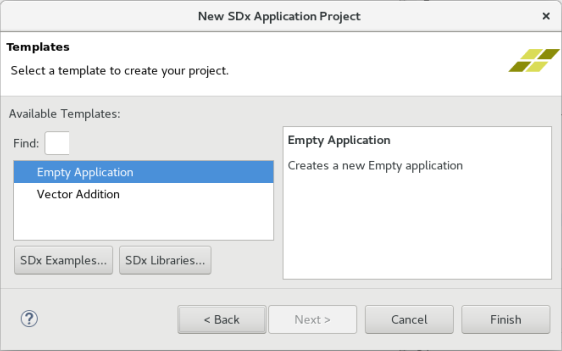 New SDx Application Project
×
Templates
Select a template to create your project.
Available Templates:
Find:
Empty Application
Vector Addition
SDx Examples...
SDx Libraries...
Empty Application
Creates a new Empty application
?
< Back
Next >
Cancel
Finish